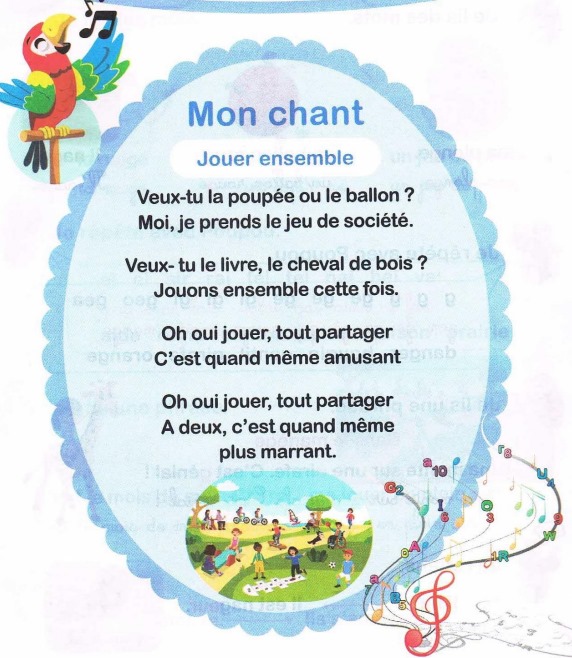 Mon chant
Jouer ensemble
Veux-tu la poupée ou le ballon ?
Moi, je prends le jeu de société.
Veux- tu le livre, le cheval de bois ?
Jouons ensemble cette fois.
Oh oui jouer, tout partager
C’est quand même amusant
Oh oui jouer, tout partager
A deux, c’est quand même
plus marrant.